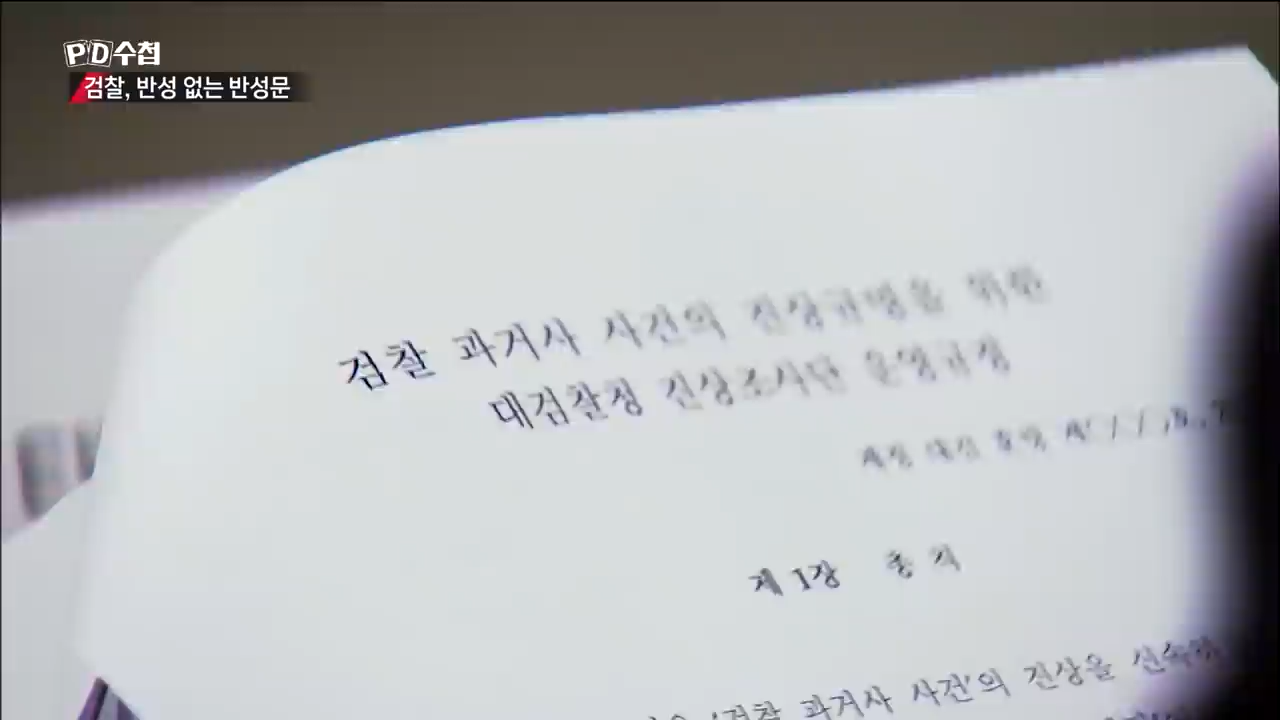 PD수첩
검찰, 반성 없는 반성문
검찰 과거사 사건의 진상규명을 위한
대검찰청 진상조사단 운영규정
제 1장 총 칙
'검찰 과거사 사건'의 진상을 신속히